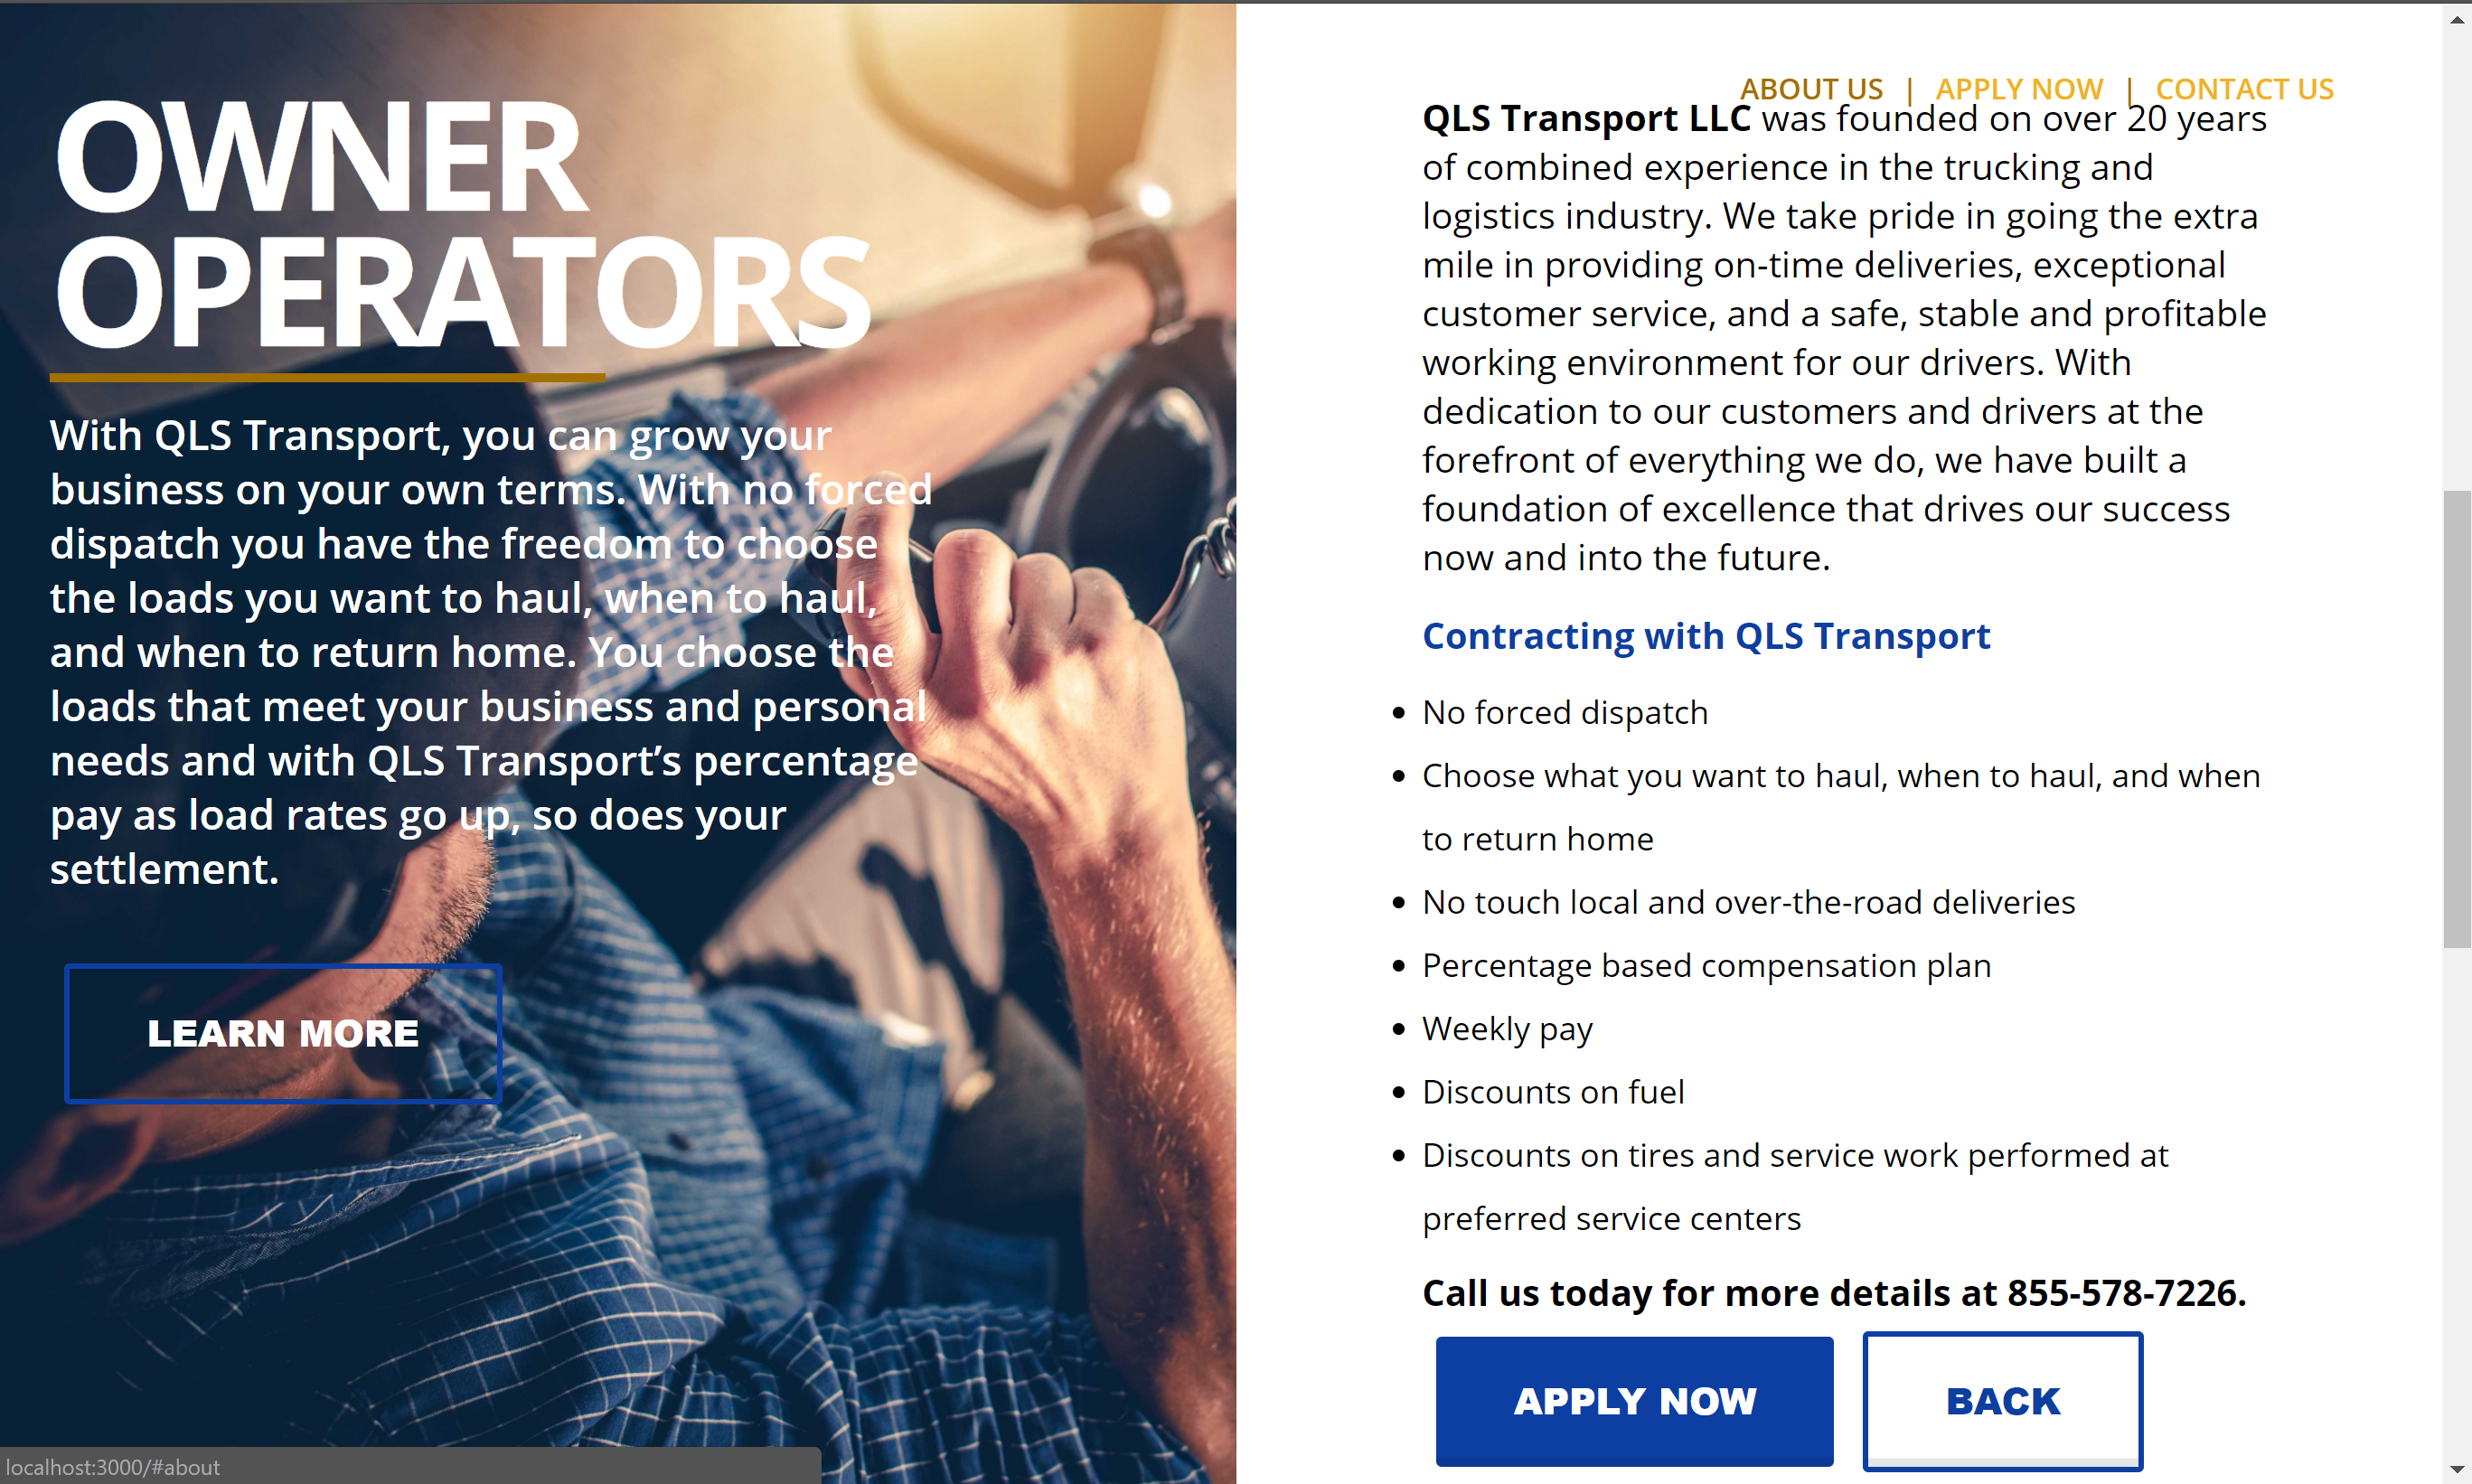 ABOUT US | APPLY NOW | CONTACT US
OWNER
OPERATORS
With QLS Transport, you can grow your
business on your own terms. With no forced
dispatch you have the freedom to choose
the loads you want to haul, when to haul,
and when to return home. You choose the
loads that meet your business and personal
needs and with QLS Transport’s percentage
pay as load rates go up, so does your
settlement.
LEARN MORE
QLS Transport LLC was founded on over 20 years
of combined experience in the trucking and
logistics industry. We take pride in going the extra
mile in providing on-time deliveries, exceptional
customer service, and a safe, stable and profitable
working environment for our drivers. With
dedication to our customers and drivers at the
forefront of everything we do, we have built a
foundation of excellence that drives our success
now and into the future.
Contracting with QLS Transport
• No forced dispatch
• Choose what you want to haul, when to haul, and when
to return home
• No touch local and over-the-road deliveries
• Percentage based compensation plan
• Weekly pay
• Discounts on fuel
• Discounts on tires and service work performed at
preferred service centers
Call us today for more details at 855-578-7226.
APPLY NOW
BACK
localhost:3000/#about